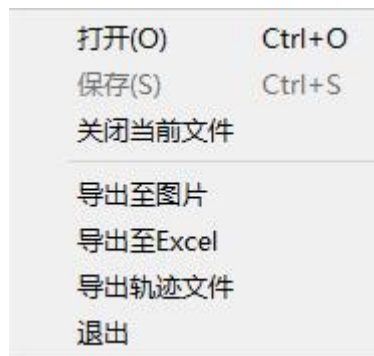 打开(O) Ctrl+O
保存(S) Ctrl+S
关闭当前文件
导出至图片
导出至Excel
导出轨迹文件
退出